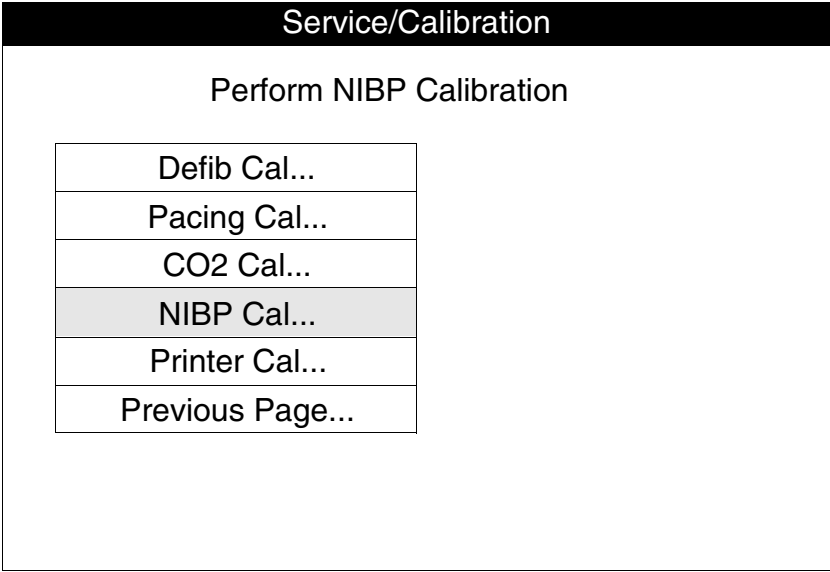 Service/Calibration
Perform NIBP Calibration
Defib Cal...
Pacing Cal...
CO2 Cal...
NIBP Cal...
Printer Cal...
Previous Page...